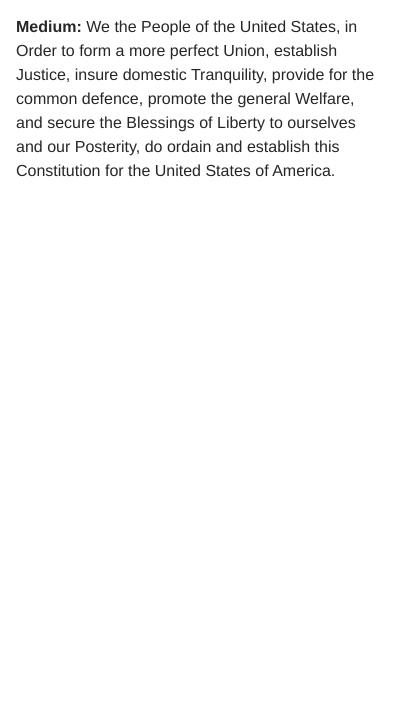 Medium: We the People of the United States, in
Order to form a more perfect Union, establish
Justice, insure domestic Tranquility, provide for the
common defence, promote the general Welfare,
and secure the Blessings of Liberty to ourselves
and our Posterity, do ordain and establish this
Constitution for the United States of America.